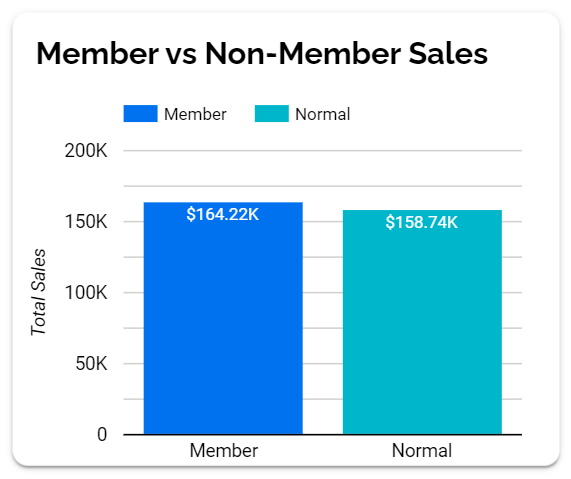 Member vs Non-Member Sales
Member
Normal
200K
150K
100K
50K
0
Total Sales
$164.22K
$158.74K
Member
Normal